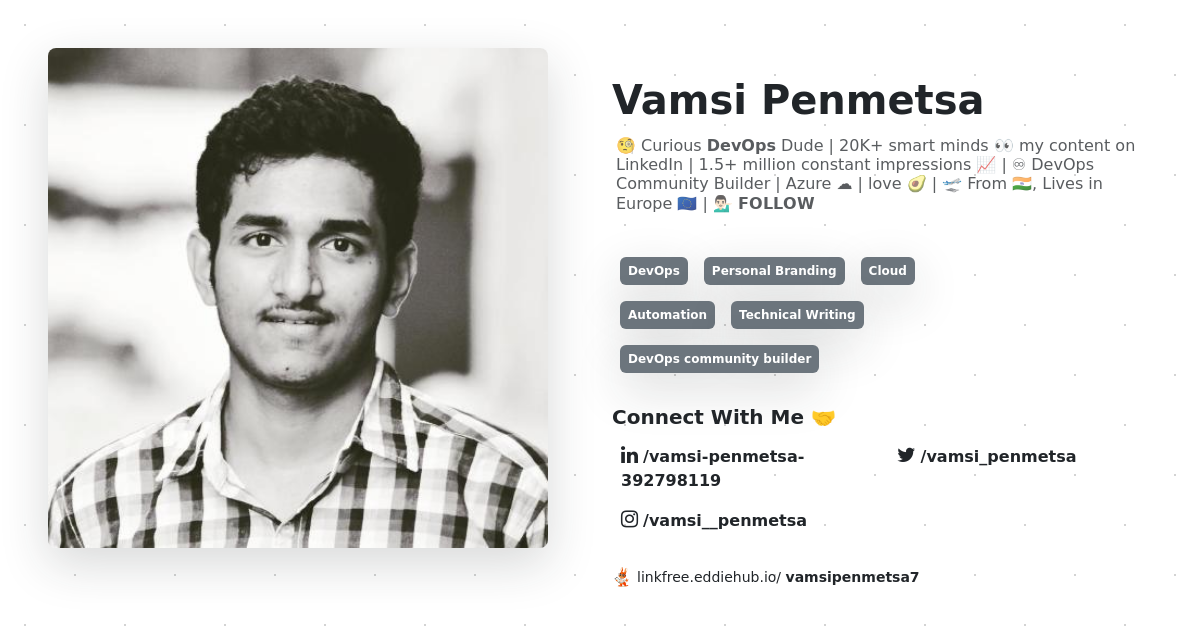 Vamsi Penmetsa
🧐 Curious DevOps Dude | 20K+ smart minds 👀 my content on
LinkedIn | 1.5+ million constant impressions 📈 | ♾ DevOps
Community Builder | Azure ☁ | love 🥑 | 🛫 From 🇮🇳, Lives in
Europe 🇪🇺 | 💁🏻‍♂️ FOLLOW
DevOps Personal Branding Cloud
Automation Technical Writing
DevOps community builder
Connect With Me 🤝
/vamsi-penmetsa-
392798119
/vamsi_penmetsa
/vamsi__penmetsa
linkfree.eddiehub.io/ vamsipenmetsa7